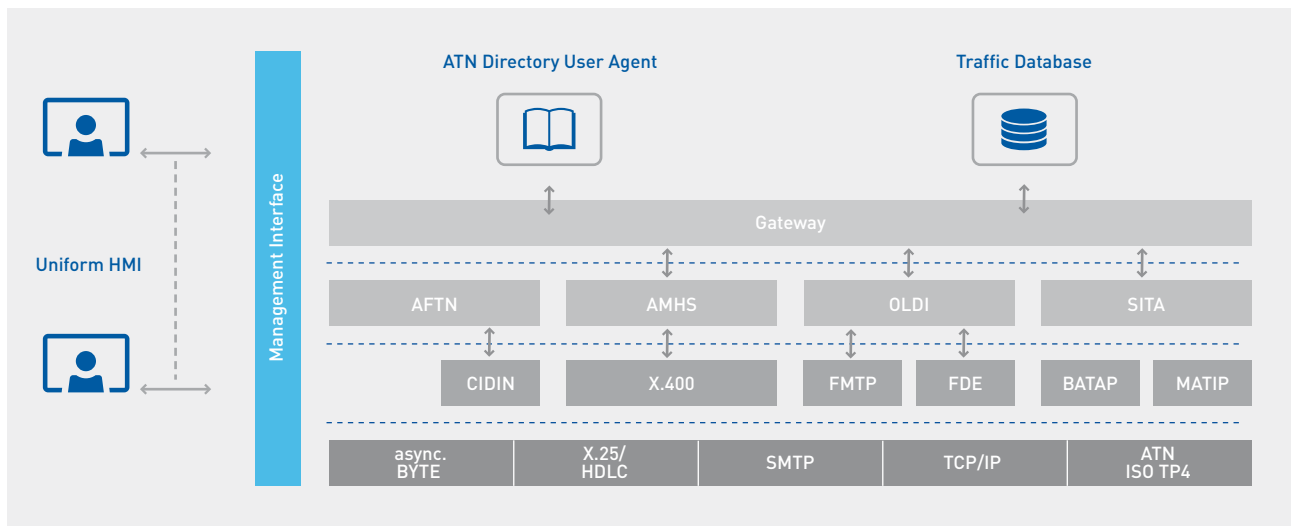 ATN Directory User Agent
Traffic Database
Uniform HMI
Management Interface
Gateway
AFTN
AMHS
OLDI
SITA
CIDIN
X.400
FMTP
FDE
BATAP
MATIP
async.
BYTE
X.25/
HDLC
SMTP
TCP/IP
ATN
ISO TP4